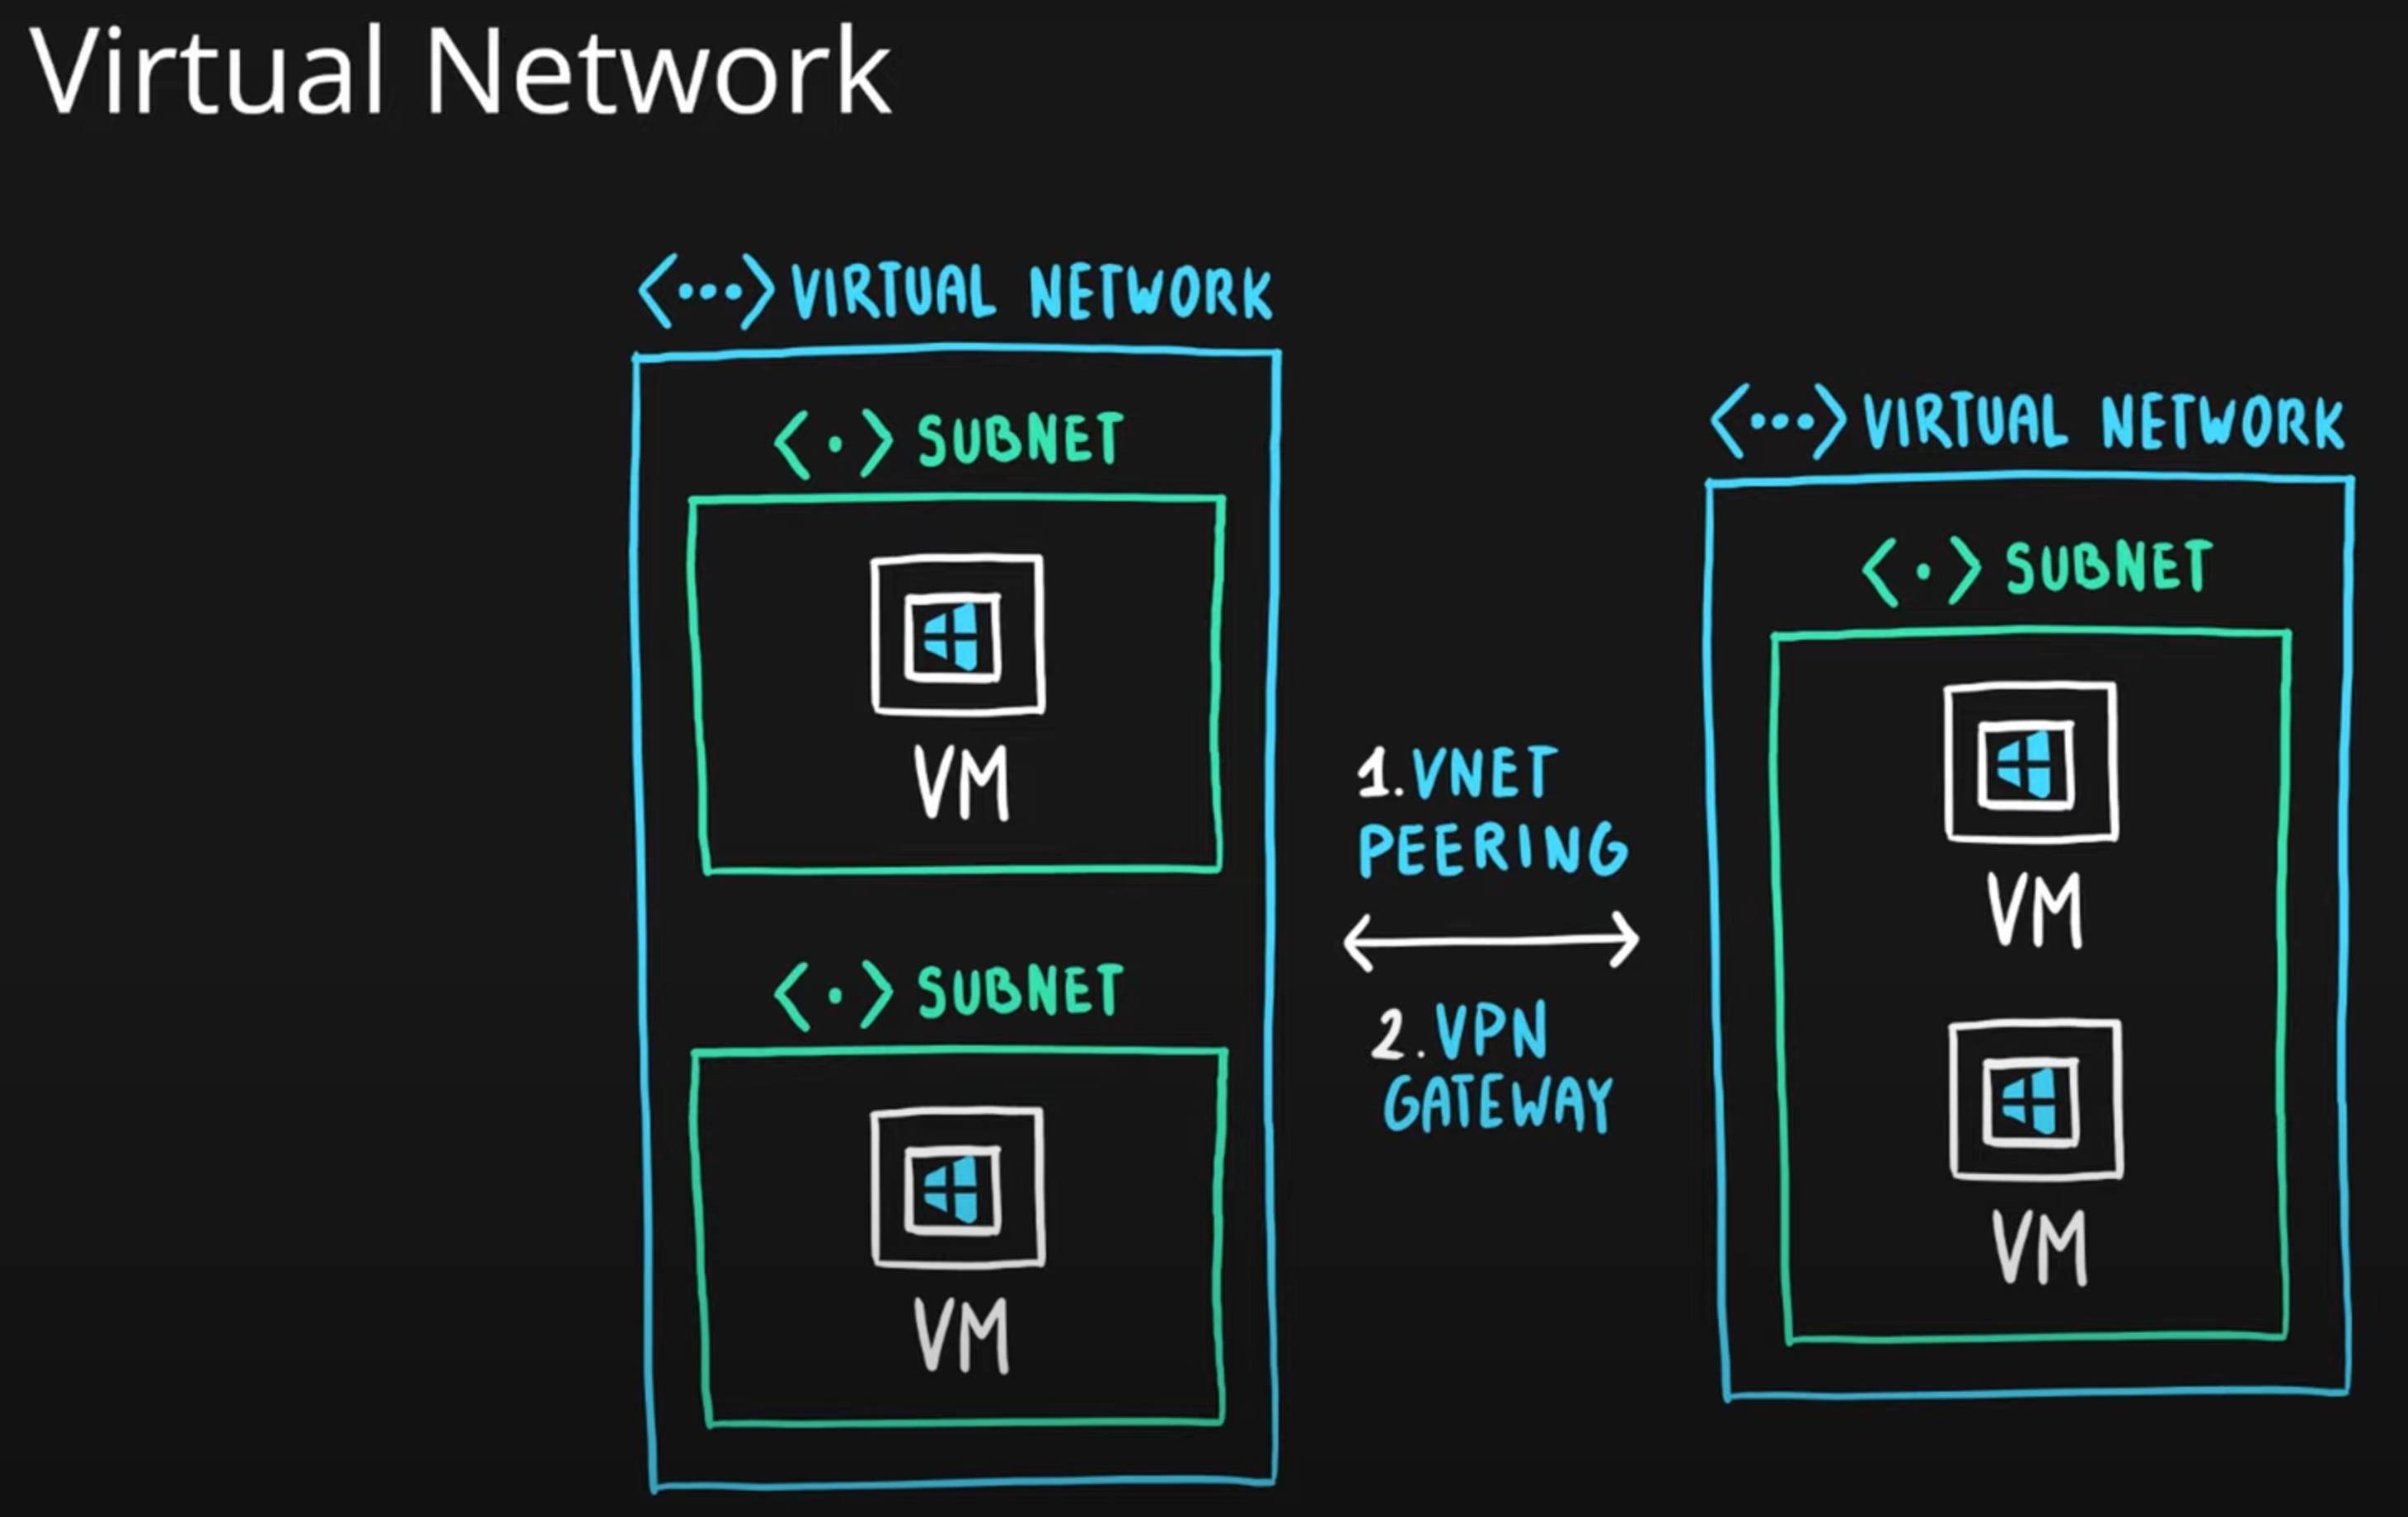 Virtual Network
<···> VIRTUAL NETWORK
<·> SUBNET
VM
<·> SUBNET
VM
1. VNET
PEERING
2. VPN
GATEWAY
<···> VIRTUAL NETWORK
<·> SUBNET
VM
VM